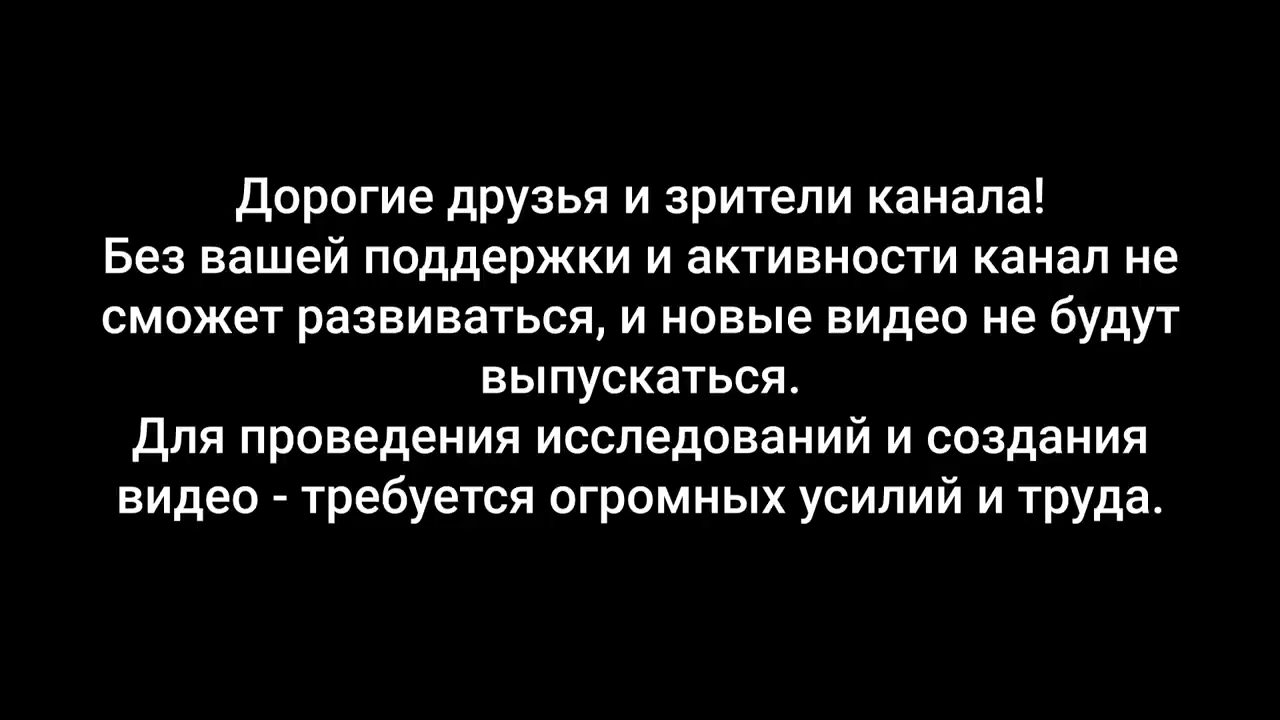 Дорогие друзья и зрители канала!
Без вашей поддержки и активности канал не
сможет развиваться, и новые видео не будут
выпускаться.
Для проведения исследований и создания
видео - требуется огромных усилий и труда.